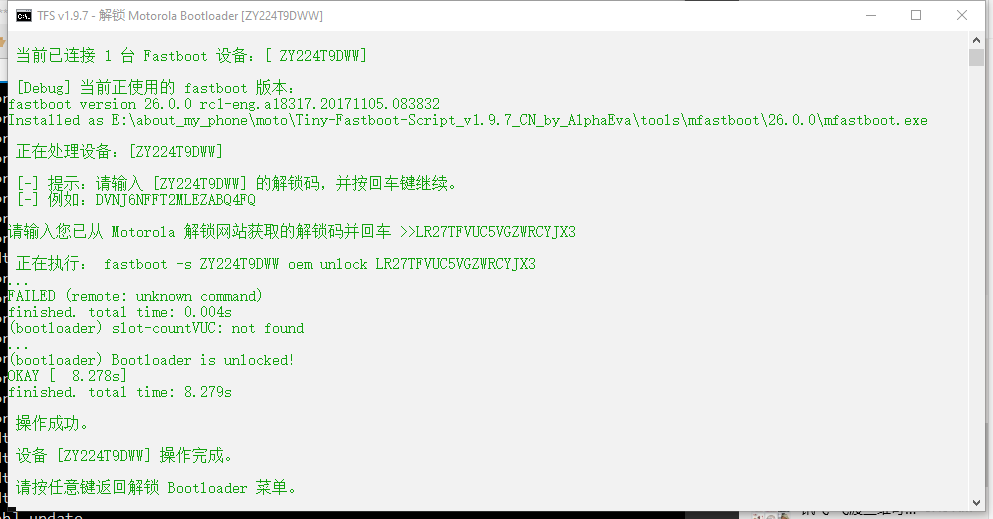 TFS v1.9.7 - 解锁 Motorola Bootloader [ZY224T9DWW]
当前已连接 1 台 Fastboot 设备: [ ZY224T9DWW]
[Debug] 当前正使用的 fastboot 版本:
fastboot version 26.0.0 rc1-eng.a18317.20171105.083832
Installed as E:\about_my_phone\moto\Tiny-Fastboot-Script_v1.9.7_CN_by_AlphaEva\tools\mfastboot\26.0.0\mfastboot.exe
正在处理设备: [ZY224T9DWW]
[-] 提示: 请输入 [ZY224T9DWW] 的解锁码，并按回车键继续。
[-] 例如: DVNJ6NFFT2MLEZABQ4FQ
请输入您已从 Motorola 解锁网站获取的解锁码并回车 >>LR27TFVUC5VGZWRCYJX3
正在执行: fastboot -s ZY224T9DWW oem unlock LR27TFVUC5VGZWRCYJX3
...
FAILED (remote: unknown command)
finished. total time: 0.004s
(bootloader) slot-countVUC: not found
...
(bootloader) Bootloader is unlocked!
OKAY [  8.278s]
finished. total time: 8.279s
操作成功。
设备 [ZY224T9DWW] 操作完成。
请按任意键返回解锁 Bootloader 菜单。